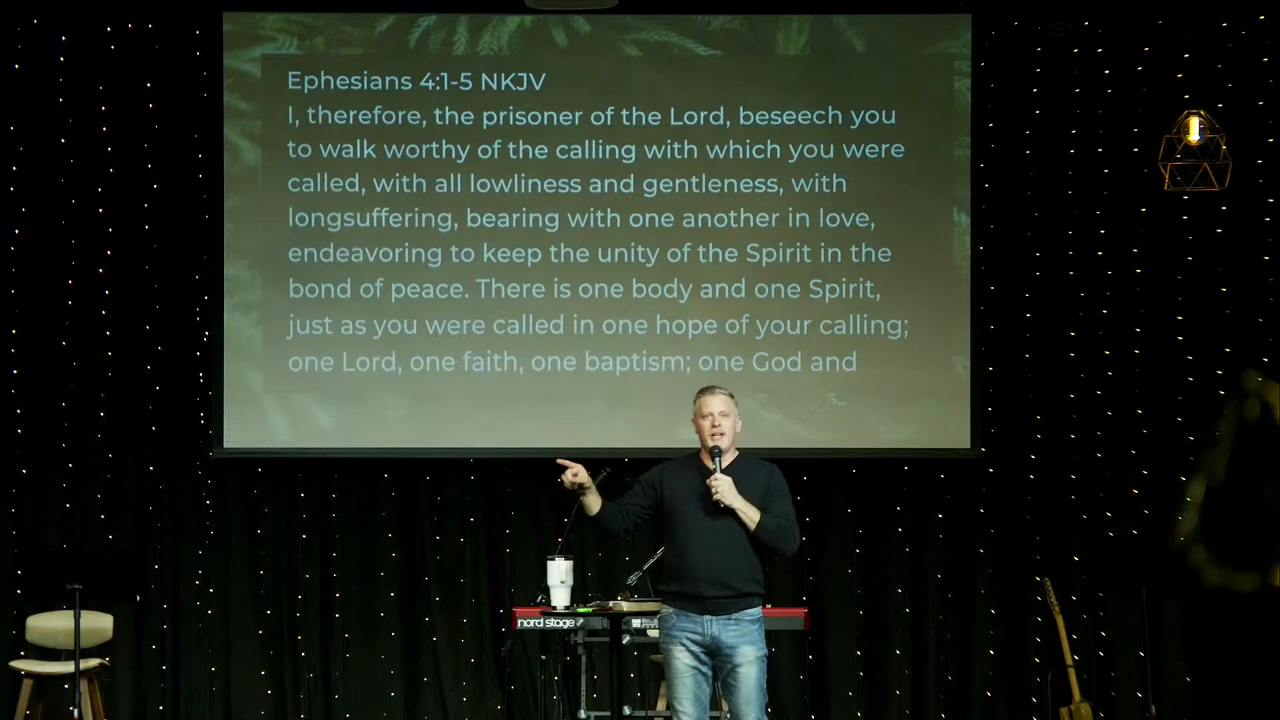 Ephesians 4:1-5 NKJV
I, therefore, the prisoner of the Lord, beseech you
to walk worthy of the calling with which you were
called, with all lowliness and gentleness, with
longsuffering, bearing with one another in love,
endeavoring to keep the unity of the Spirit in the
bond of peace. There is one body and one Spirit,
just as you were called in one hope of your calling;
one Lord, one faith, one baptism; one God and
nord stage